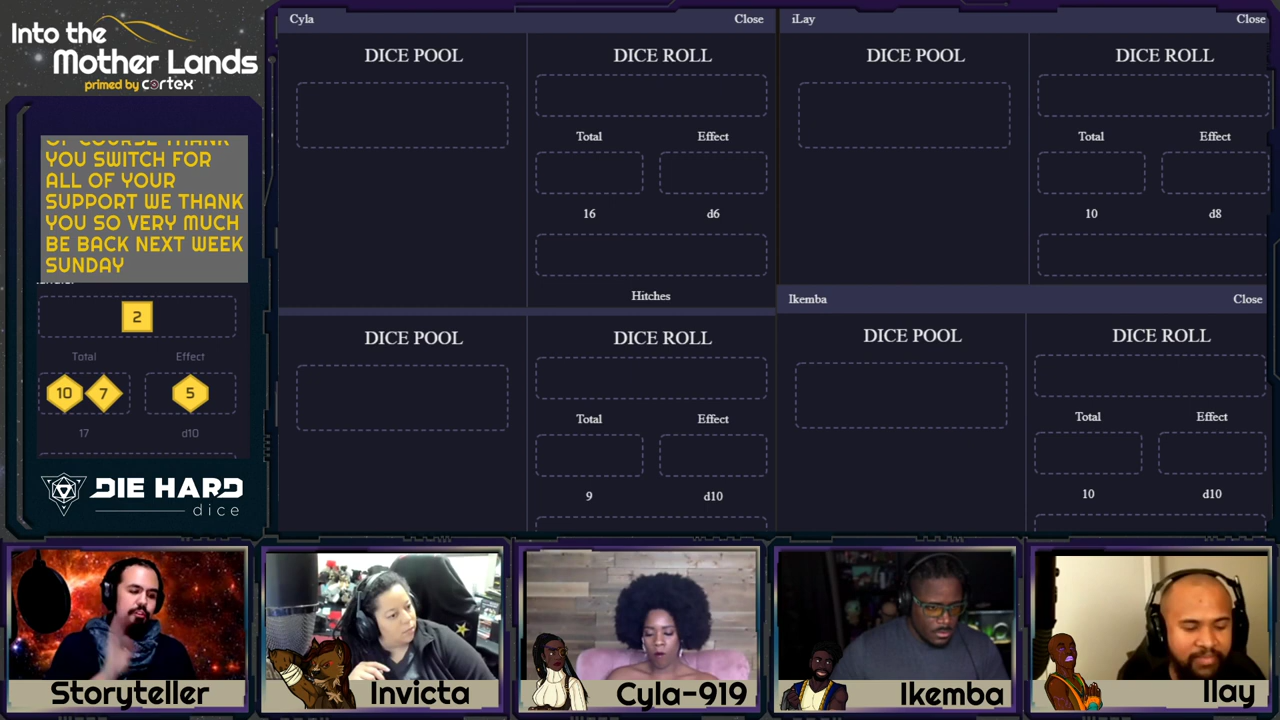 Into the
Mother Lands
primed by cortex
OF COURSE THANK
YOU SWITCH FOR
ALL OF YOUR
SUPPORT WE THANK
YOU SO VERY MUCH
BE BACK NEXT WEEK
SUNDAY
2
Total
Effect
10
7
5
17
d10
DIE HARD
dice
Cyla
Close
DICE POOL
DICE ROLL
Total
Effect
16
d6
Hitches
iLay
Close
DICE POOL
DICE ROLL
Total
Effect
10
d8
DICE POOL
DICE ROLL
Total
Effect
9
d10
Ikemba
Close
DICE POOL
DICE ROLL
Total
Effect
10
d10
Storyteller
Invicta
Cyla-919
Ikemba
Ilay